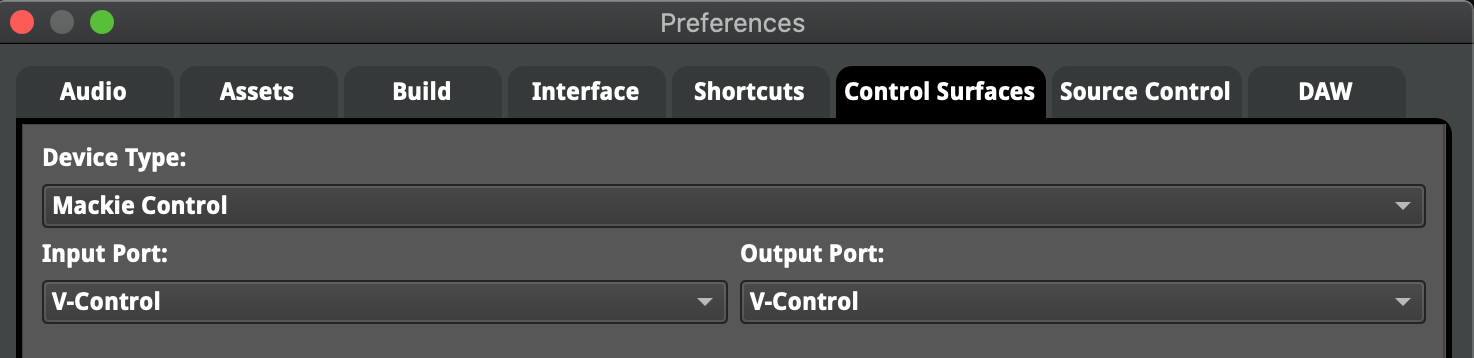 Preferences
Audio Assets Build Interface Shortcuts Control Surfaces Source Control DAW
Device Type:
Mackie Control
Input Port: Output Port:
V-Control V-Control